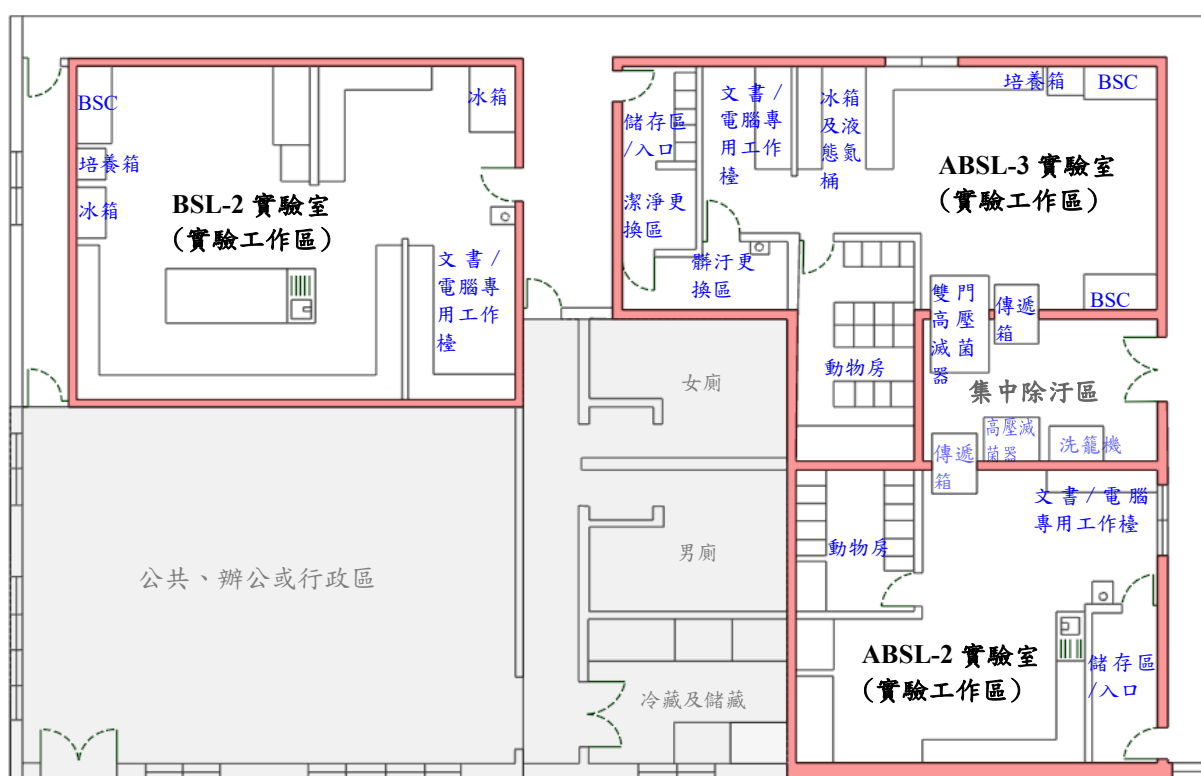 BSC
培養箱
冰箱
BSL-2 實驗室
（實驗工作區）
冰箱
文書/
電腦專
用工作
檯
儲存區
/入口
潔淨更
換區
髒汙更
換區
文書/
電腦專
用工作
檯
冰箱
及液
態氮
桶
培養箱
BSC
ABSL-3 實驗室
（實驗工作區）
BSC
動物房
雙門
高壓
滅菌
器
傳遞
箱
集中除汙區
高壓滅
菌器
傳遞
箱
洗籠機
女廁
男廁
公共、辦公或行政區
冷藏及儲藏
動物房
文書/電腦
專用工作檯
ABSL-2 實驗室
（實驗工作區）
儲存區
/入口